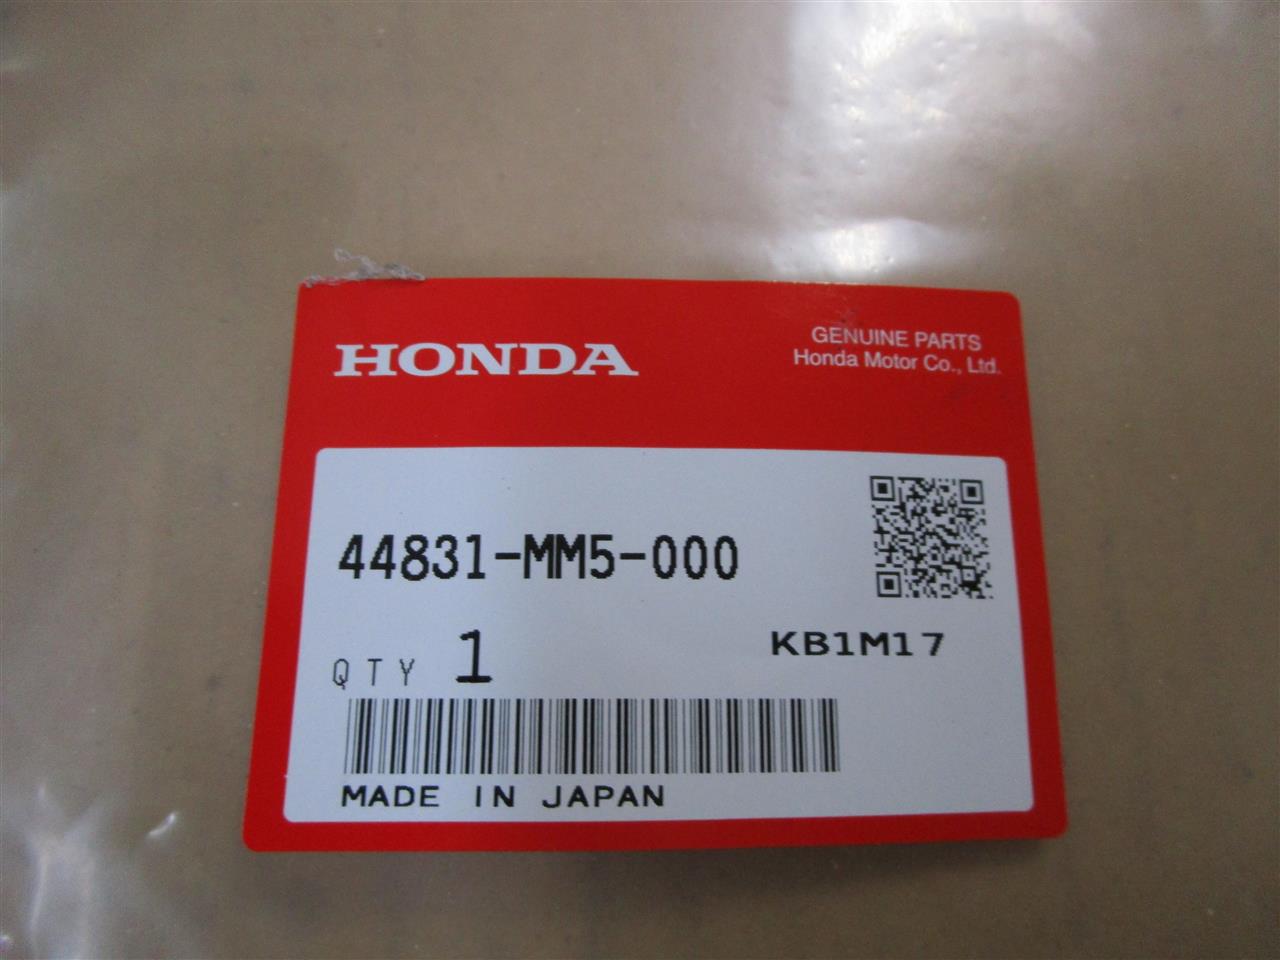 HONDA
GENUINE PARTS
Honda Motor Co., Ltd.
44831-MM5-000
QTY 1
KB1M17
MADE IN JAPAN